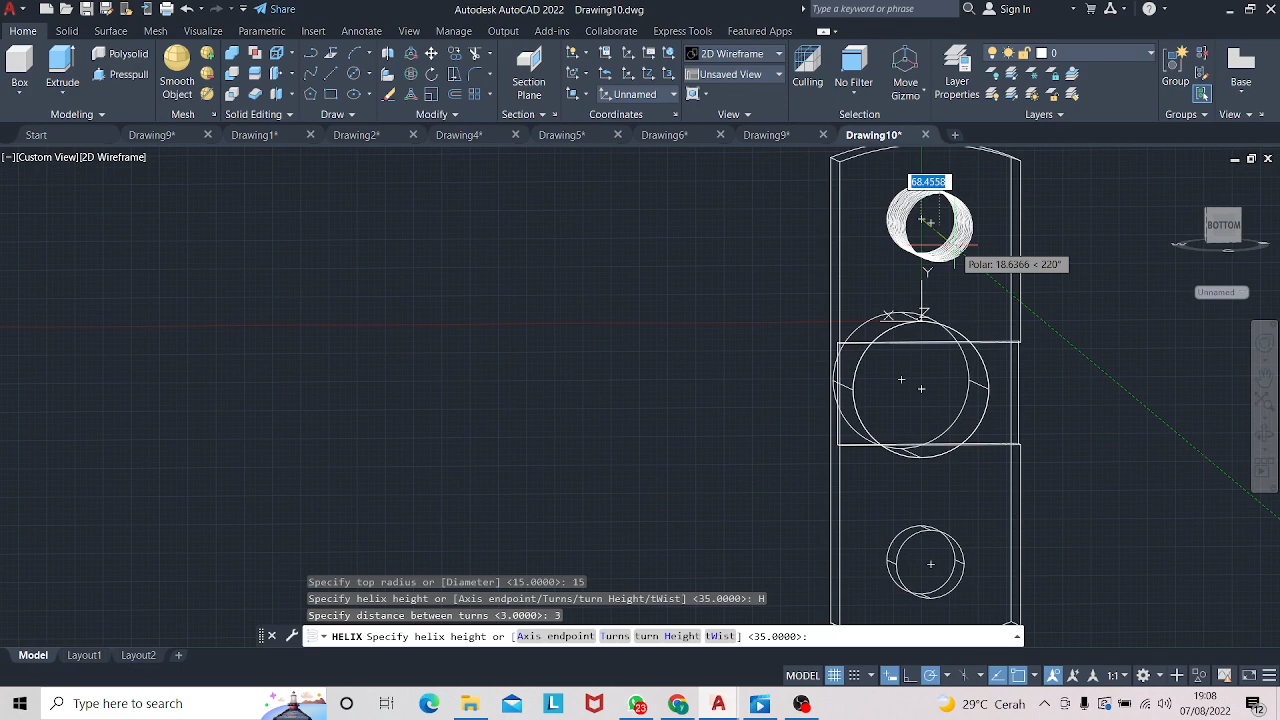 Share
Autodesk AutoCAD 2022 Drawing10.dwg
Type a keyword or phrase
Sign In
Home Solid Surface Mesh Visualize Parametric Insert Annotate View Manage Output Add-ins Collaborate Express Tools
Box
Extrude
Polysolid
Presspull
Smooth
Object
Section
Plane
2D Wireframe
Unsaved View
Unnamed
Culling
No Filter
Move
Gizmo
Layer
Properties
0
Group
Base
Modeling
Mesh
Solid Editing
Draw
Modify
Section
Coordinates
View
Selection
Layers
Groups
View
Start
Drawing9*
Drawing1*
Drawing2*
Drawing4*
Drawing5*
Drawing6*
Drawing9*
Drawing10*
[−][Custom View][2D Wireframe]
68.4558
Polar: 18.6366 < 220°
Y
X
Z
BOTTOM
Unnamed
Specify top radius or [Diameter] <15.0000>: 15
Specify helix height or [Axis endpoint/Turns/turn Height/tWist] <35.0000>: H
Specify distance between turns <3.0000>: 3
HELIX Specify helix height or [Axis endpoint Turns turn Height tWist] <35.0000>:
Model
Layout1
Layout2
MODEL
1:1
Type here to search
23
29°C Cerah
19:08
07/08/2022
12